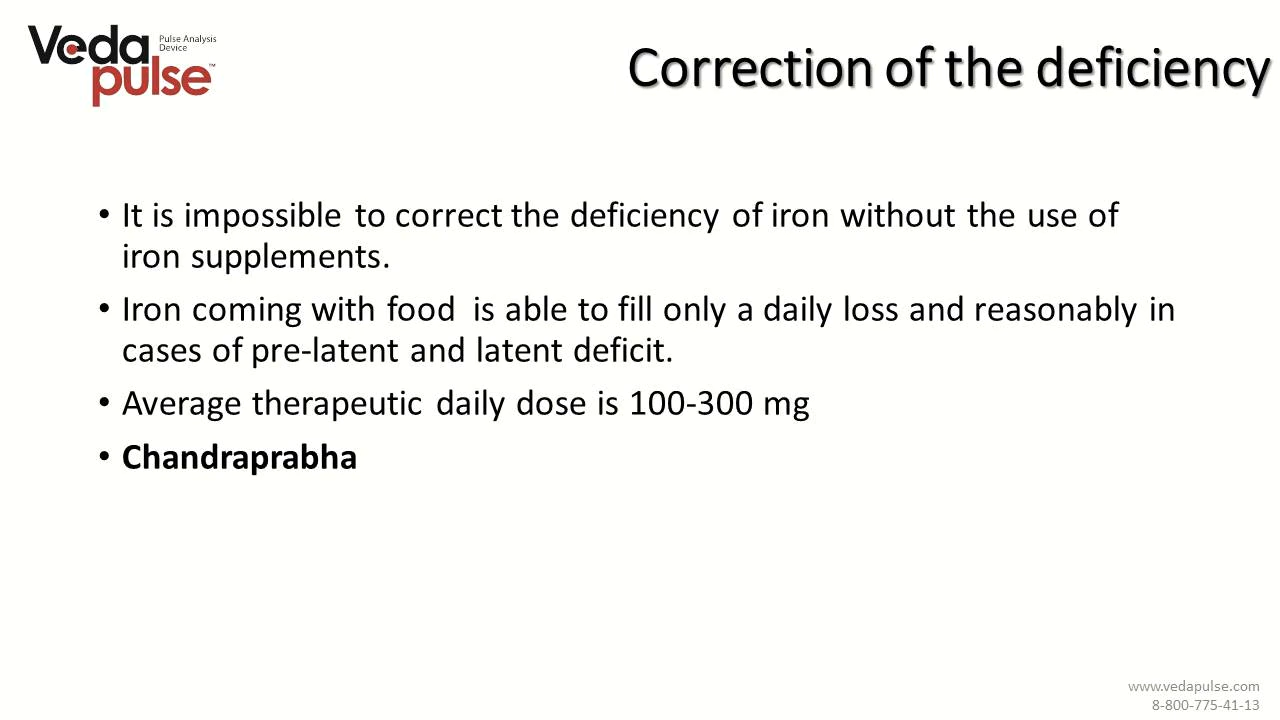 Veda
pulse™
Pulse Analysis
Device
Correction of the deficiency
• It is impossible to correct the deficiency of iron without the use of
iron supplements.
• Iron coming with food is able to fill only a daily loss and reasonably in
cases of pre-latent and latent deficit.
• Average therapeutic daily dose is 100-300 mg
• Chandraprabha
www.vedapulse.com
8-800-775-41-13